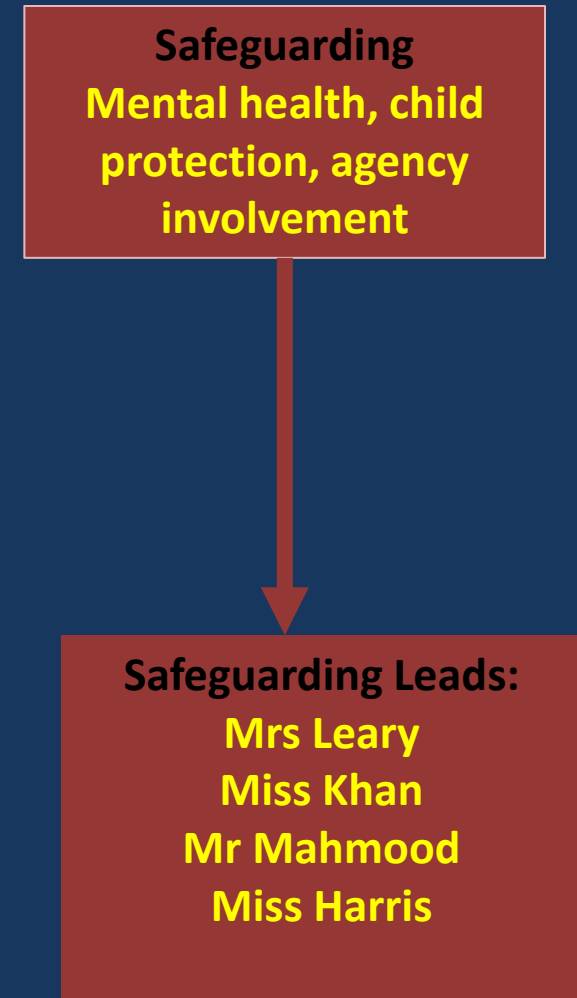 Safeguarding
Mental health, child
protection, agency
involvement
Safeguarding Leads:
Mrs Leary
Miss Khan
Mr Mahmood
Miss Harris